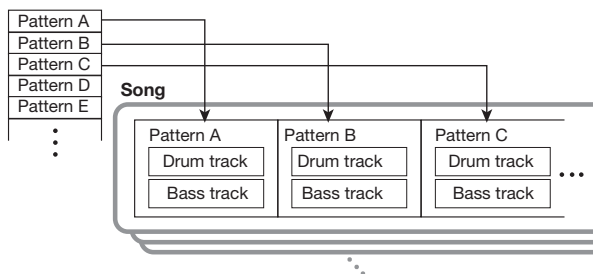 Pattern A
Pattern B
Pattern C
Pattern D
Pattern E
Song
Pattern A
Drum track
Bass track
Pattern B
Drum track
Bass track
Pattern C
Drum track
Bass track